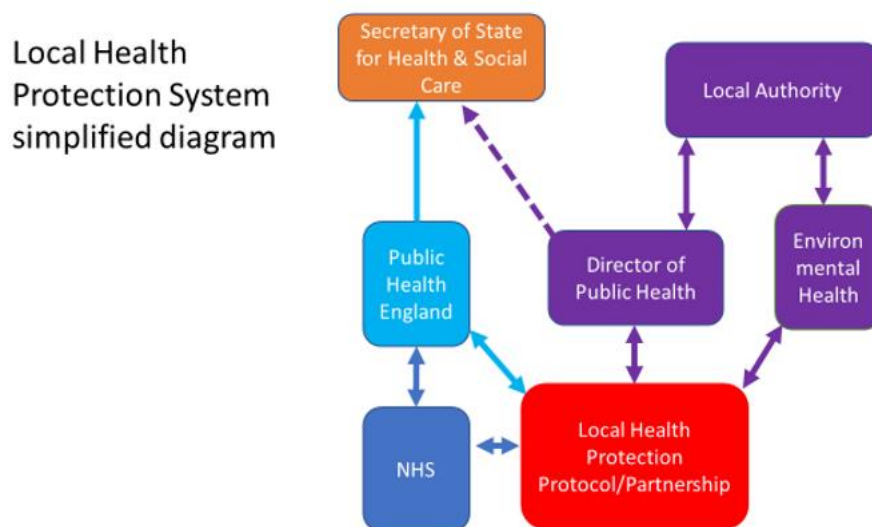 Local Health
Protection System
simplified diagram
Secretary of State
for Health & Social
Care
Local Authority
Public
Health
England
Director of
Public Health
Environ
mental
Health
NHS
Local Health
Protection
Protocol/Partnership